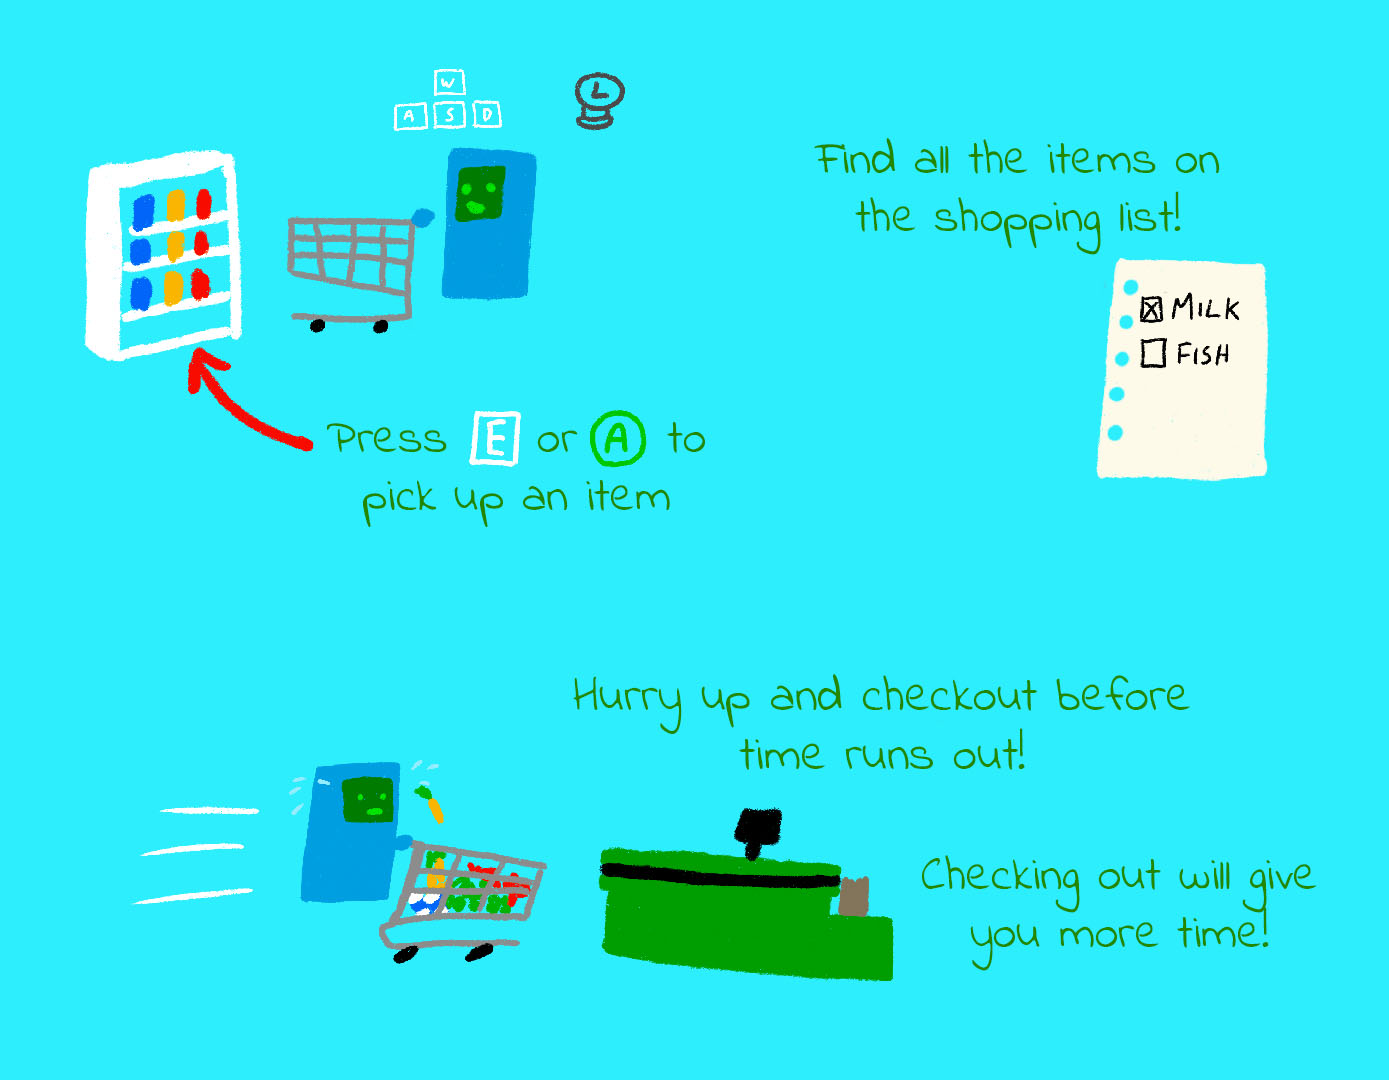 W
A S D
L
Find all the items on
the shopping list!
MILK
FISH
Press E or A to
pick up an item
Hurry up and checkout before
time runs out!
Checking out will give
you more time!